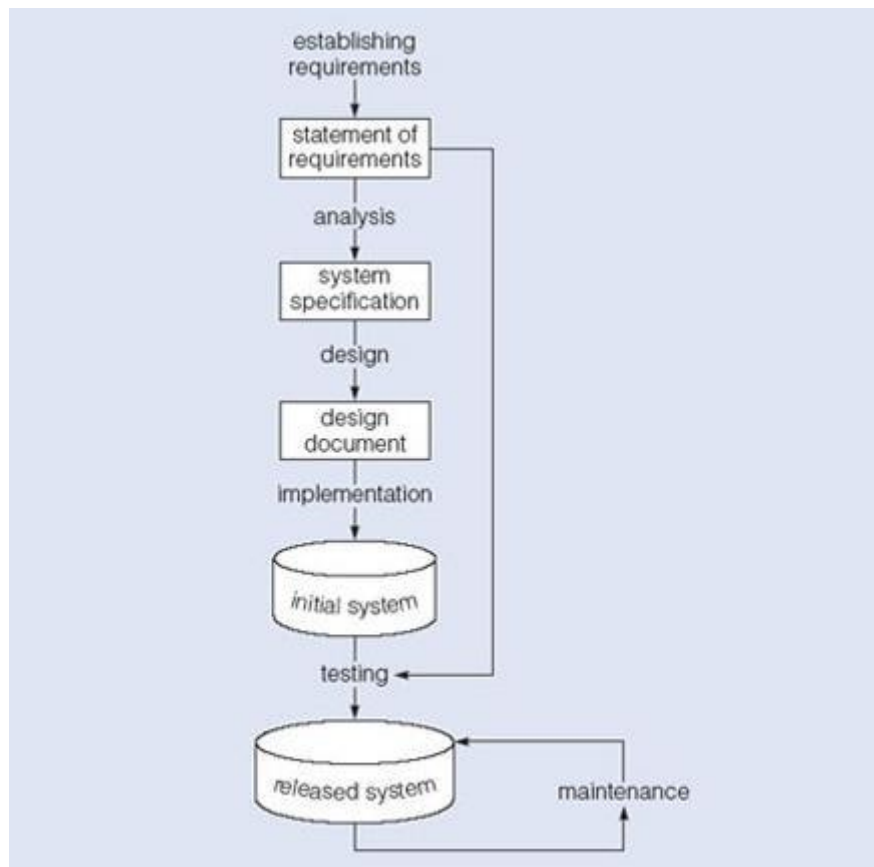 establishing
requirements
statement of
requirements
analysis
system
specification
design
design
document
implementation
initial system
testing
released system
maintenance